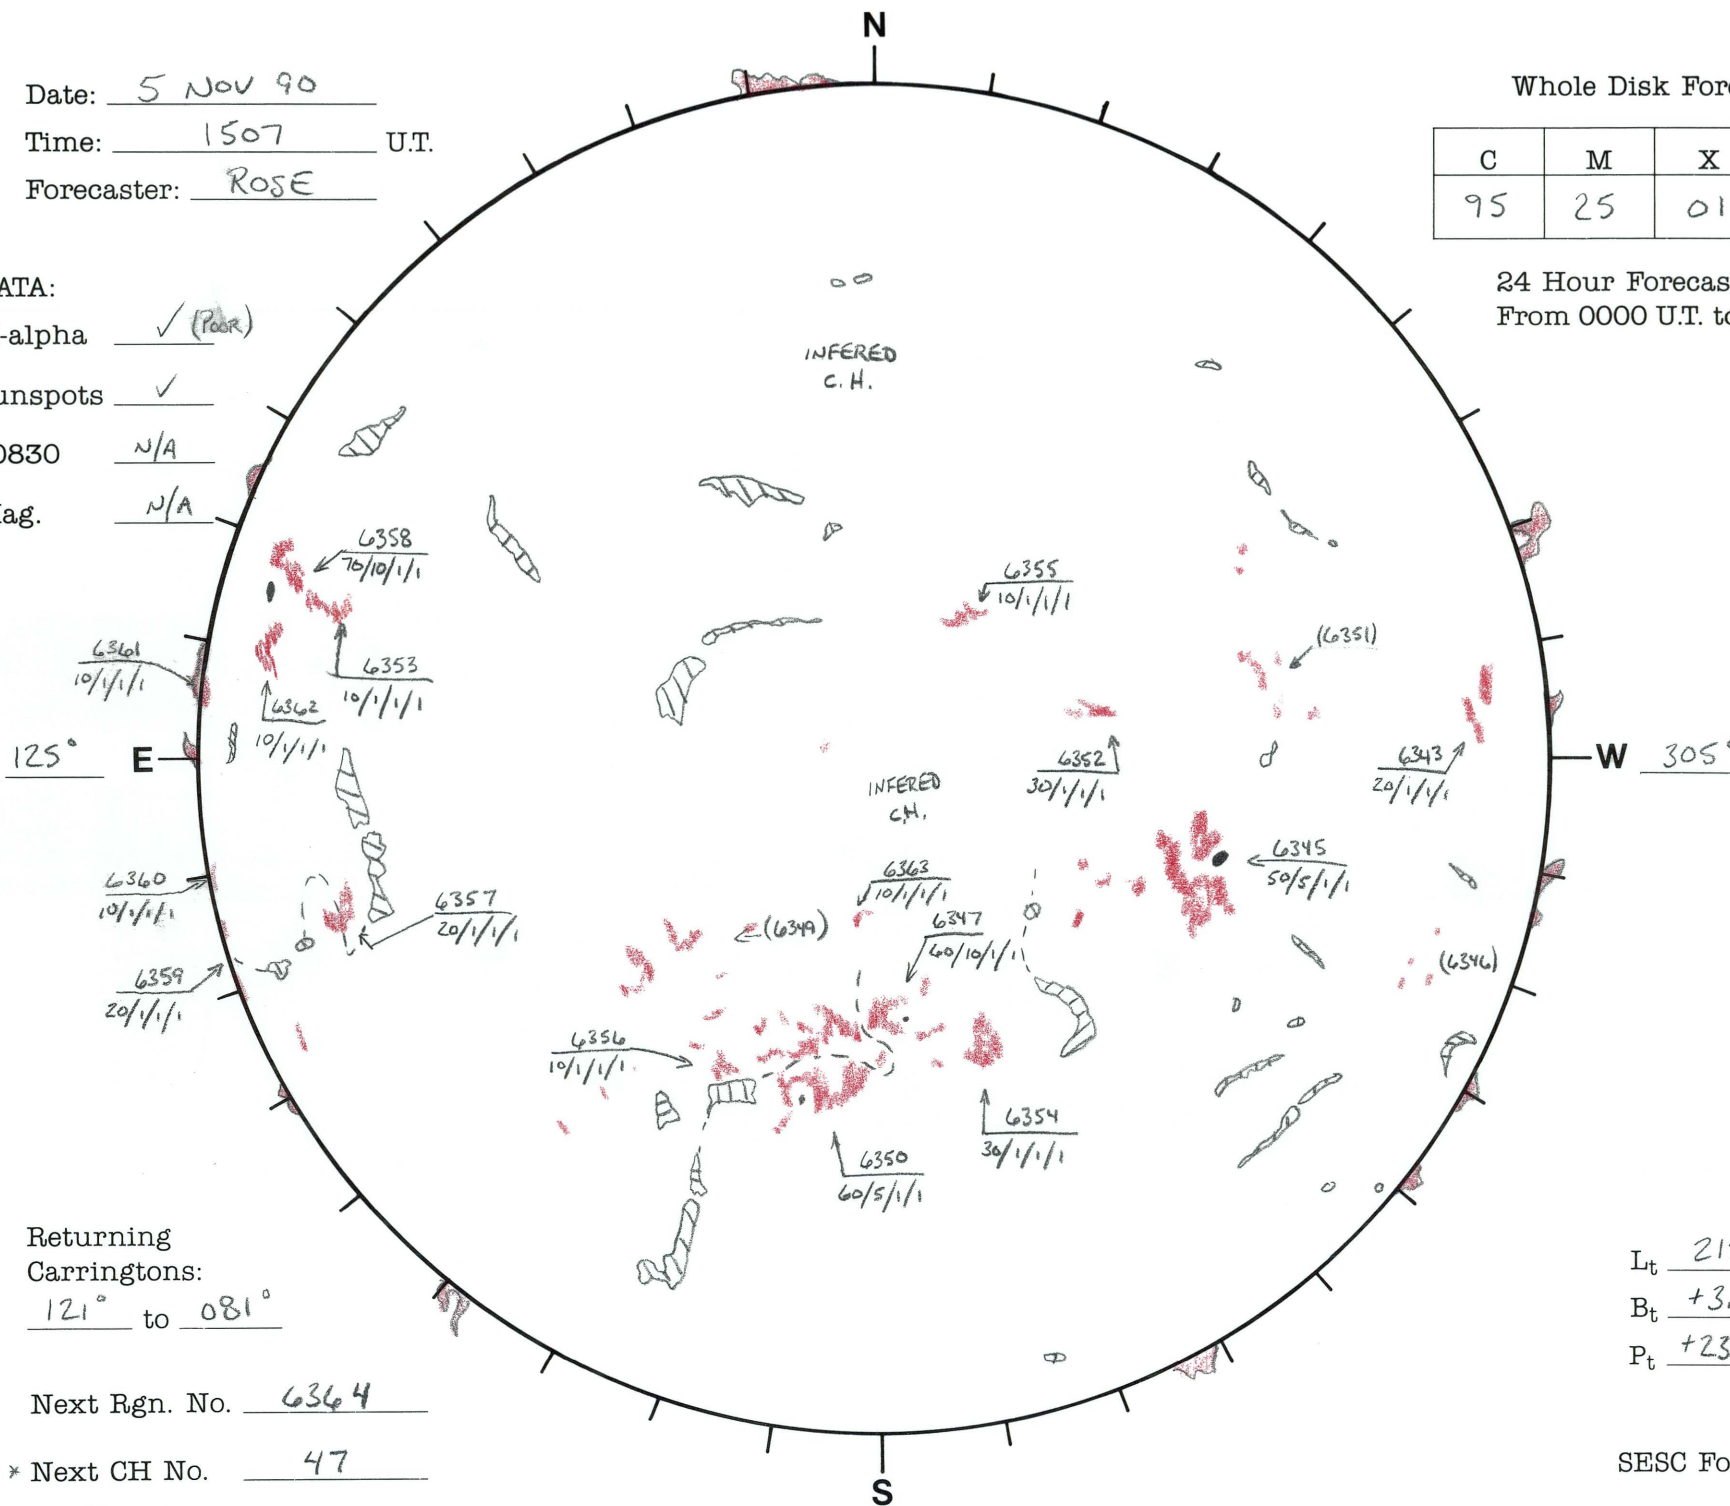 N
Date: 5 NOV 90
Time: 1507 U.T.
Forecaster: ROSE
Whole Disk Fore
C M X
95 25 01
24 Hour Forecas
From 0000 U.T. to
ATA:
-alpha ✓ (POOR)
unspots ✓
0830 N/A
ag. N/A
INFERED
C.H.
6358
70/10/1/1
6355
10/1/1/1
6361
10/1/1/1
6353
10/1/1/1
(6351)
6362
10/1/1/1
125° E
W 305°
6352
30/1/1/1
6343
20/1/1/1
INFERED
C.H.
6345
50/5/1/1
6360
10/1/1/1
6363
10/1/1/1
6357
20/1/1/1
(6349)
6347
60/10/1/1
(6346)
6359
20/1/1/1
6356
10/1/1/1
6354
30/1/1/1
6350
60/5/1/1
Returning
Carringtons:
121° to 081°
Lt 21
Bt +3.
Pt +23
Next Rgn. No. 6364
* Next CH No. 47
SESC Fo
S